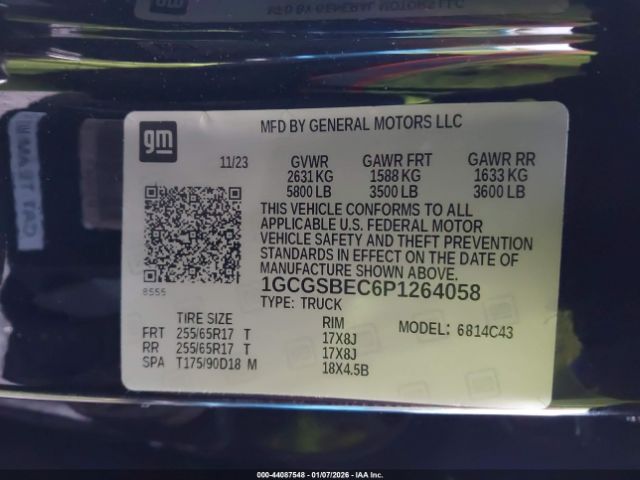 gm
MFD BY GENERAL MOTORS LLC
11/23 GVWR GAWR FRT GAWR RR
2631 KG 1588 KG 1633 KG
5800 LB 3500 LB 3600 LB
THIS VEHICLE CONFORMS TO ALL
APPLICABLE U.S. FEDERAL MOTOR
VEHICLE SAFETY AND THEFT PREVENTION
STANDARDS IN EFFECT ON THE DATE OF
MANUFACTURE SHOWN ABOVE.
8555
1GCGSBEC6P1264058
TYPE: TRUCK
TIRE SIZE RIM MODEL: 6814C43
FRT 255/65R17 T 17X8J
RR 255/65R17 T 17X8J
SPA T175/90D18 M 18X4.5B
000-44087548 - 01/07/2026 - IAA Inc.